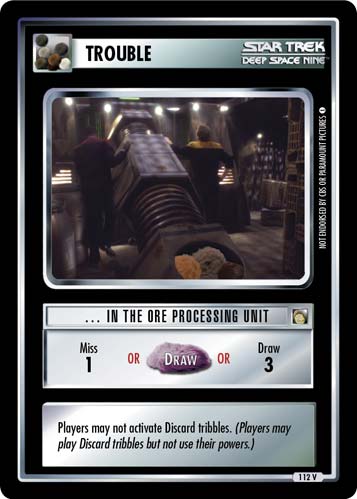 TROUBLE
STAR TREK
DEEP SPACE NINE™
NOT ENDORSED BY CBS OR PARAMOUNT PICTURES
... IN THE ORE PROCESSING UNIT
Miss OR DRAW OR Draw
1 3
Players may not activate Discard tribbles. (Players may
play Discard tribbles but not use their powers.)
112 V